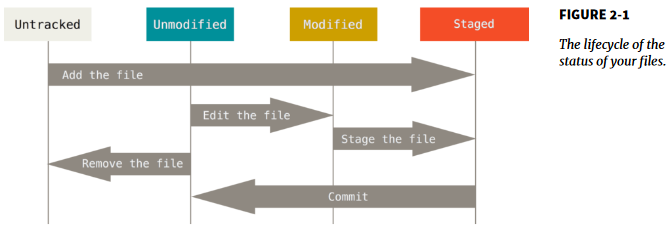 Untracked
Unmodified
Modified
Staged
Add the file
Edit the file
Stage the file
Remove the file
Commit
FIGURE 2-1
The lifecycle of the
status of your files.